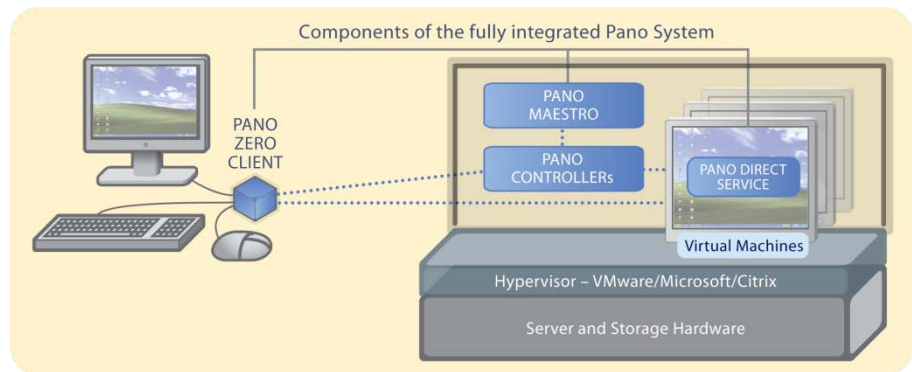 Components of the fully integrated Pano System
PANO
ZERO
CLIENT
PANO
MAESTRO
PANO
CONTROLLERs
PANO DIRECT
SERVICE
Virtual Machines
Hypervisor – VMware/Microsoft/Citrix
Server and Storage Hardware